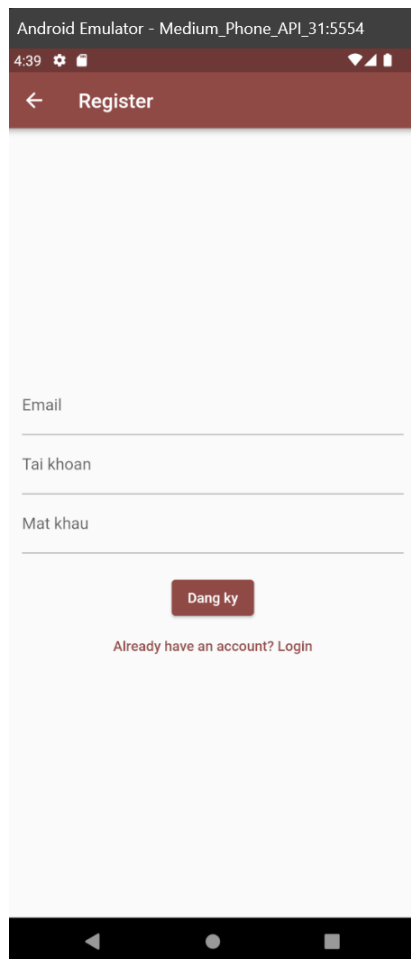 Android Emulator - Medium_Phone_API_31:5554
4:39
Register
Email
Tai khoan
Mat khau
Dang ky
Already have an account? Login